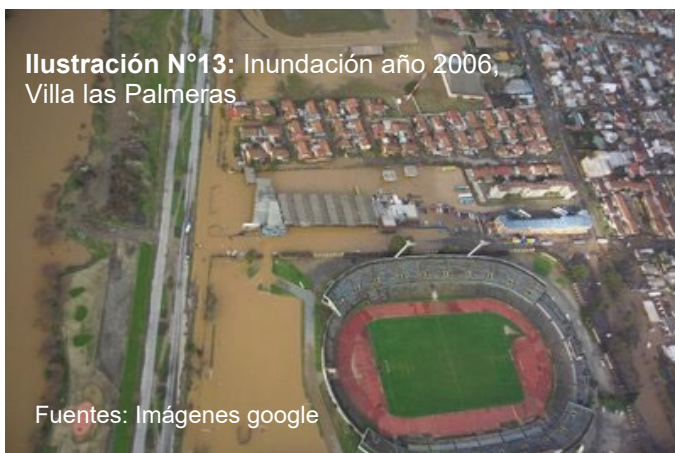 Ilustración N°13: Inundación año 2006,
Villa las Palmeras
Fuentes: Imágenes google